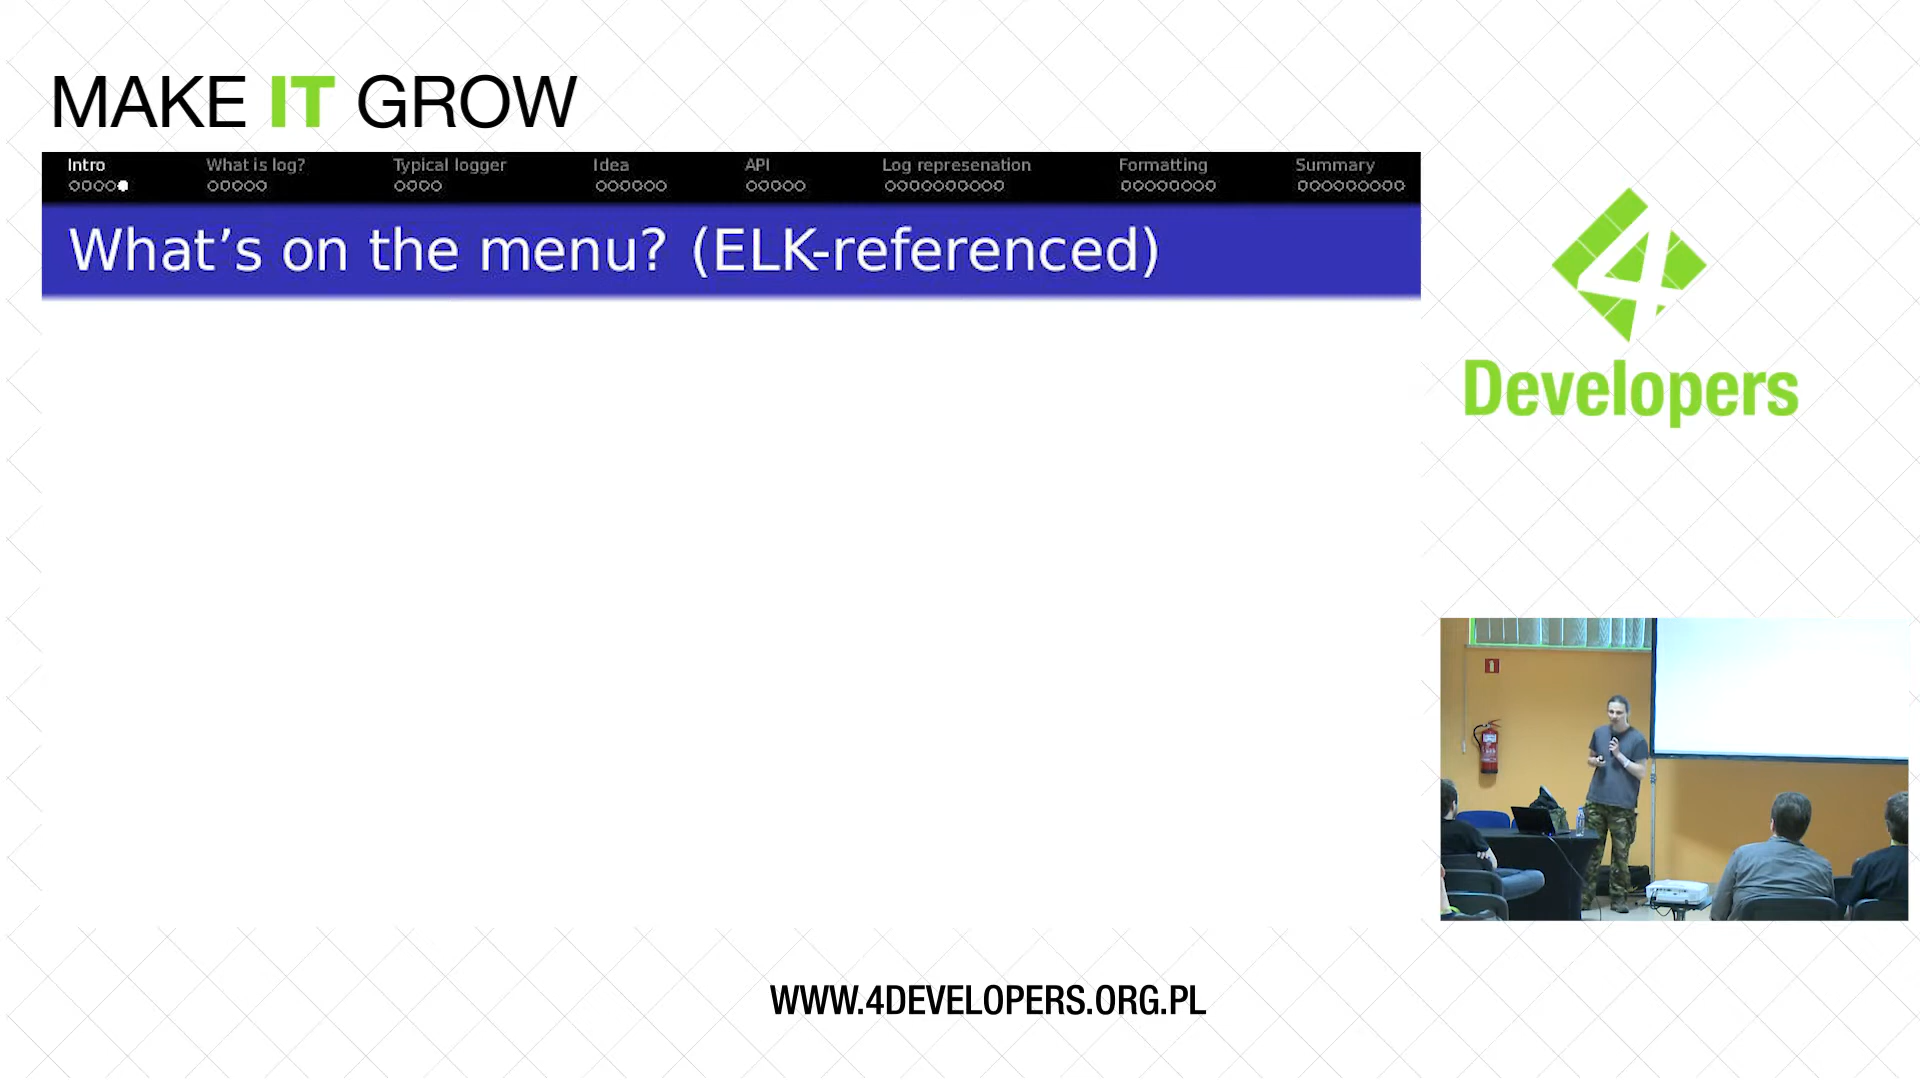 MAKE IT GROW
Intro What is log? Typical logger Idea API Log represenation Formatting Summary
What's on the menu? (ELK-referenced)
4
Developers
WWW.4DEVELOPERS.ORG.PL